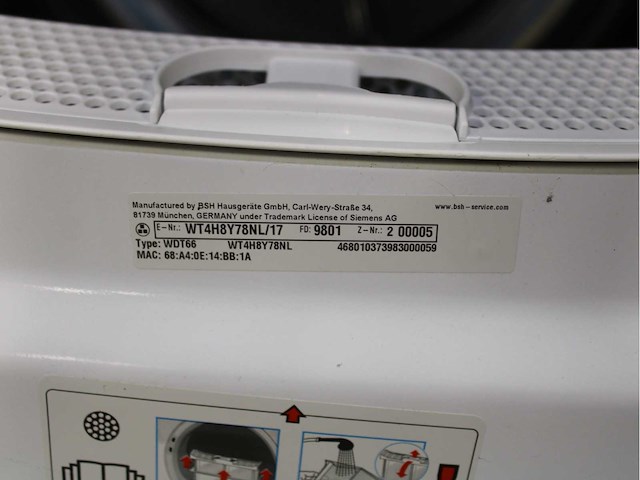 Manufactured by BSH Hausgeräte GmbH, Carl-Wery-Straße 34, www.bsh-service.com
81739 München, GERMANY under Trademark License of Siemens AG
E-Nr.: WT4H8Y78NL/17 FD: 9801 Z-Nr.: 2 00005
Type: WDT66 WT4H8Y78NL 468010373983000059
MAC: 68:A4:0E:14:BB:1A